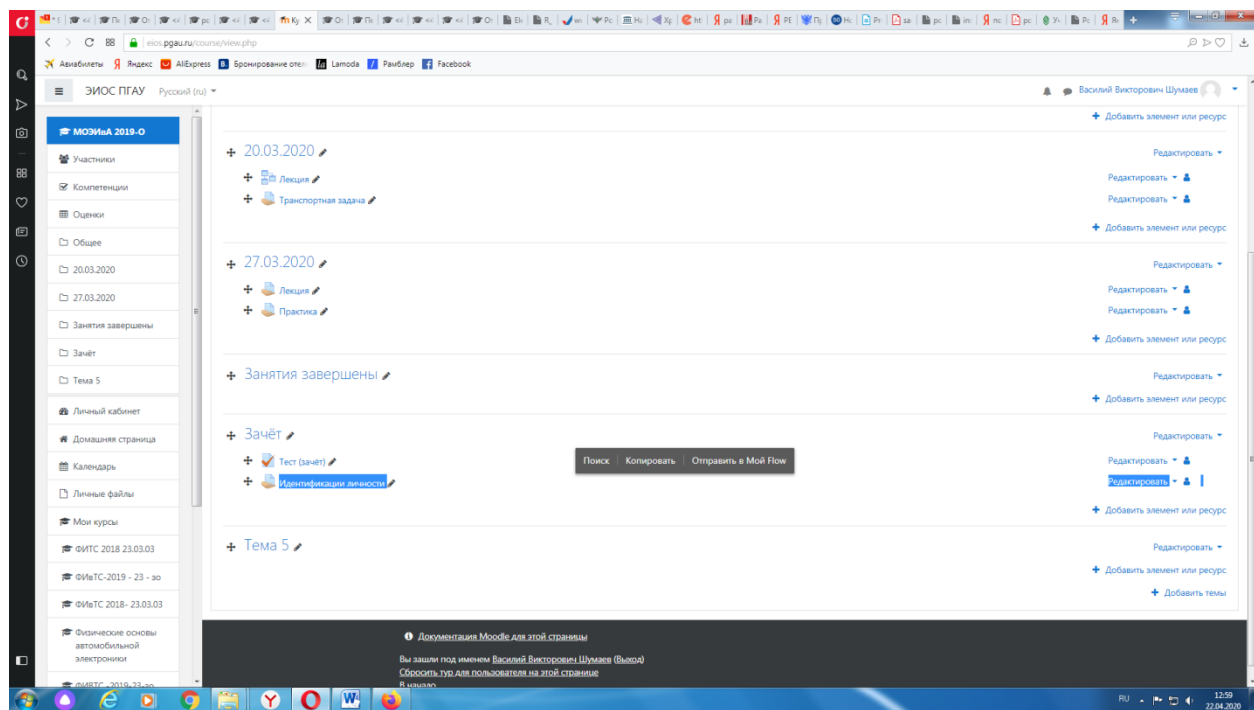 eios.pgau.ru/course/view.php
Авиабилеты Яндекс AliExpress Бронирование отел Lamoda Рамблер Facebook
ЭИОС ПГАУ Русский (ru)
Василий Викторович Шумаев
МОЭИвА 2019-О
Участники
Компетенции
Оценки
Общее
20.03.2020
27.03.2020
Занятия завершены
Зачёт
Тема 5
Личный кабинет
Домашняя страница
Календарь
Личные файлы
Мои курсы
ФИТС 2018 23.03.03
ФИвТС-2019 - 23 - зо
ФИвТС 2018- 23.03.03
Физические основы
автомобильной
электроники
ФИВТС -2019-23-зо
Добавить элемент или ресурс
20.03.2020 Редактировать
Лекция Редактировать
Транспортная задача Редактировать
Добавить элемент или ресурс
27.03.2020 Редактировать
Лекция Редактировать
Практика Редактировать
Добавить элемент или ресурс
Занятия завершены Редактировать
Добавить элемент или ресурс
Зачёт Редактировать
Поиск Копировать Отправить в Мой Flow
Тест (зачёт) Редактировать
Идентификации личности Редактировать
Добавить элемент или ресурс
Тема 5 Редактировать
Добавить элемент или ресурс
Добавить темы
Документация Moodle для этой страницы
Вы зашли под именем Василий Викторович Шумаев (Выход)
Сбросить тур для пользователя на этой странице
В начало
RU 12:59
22.04.2020